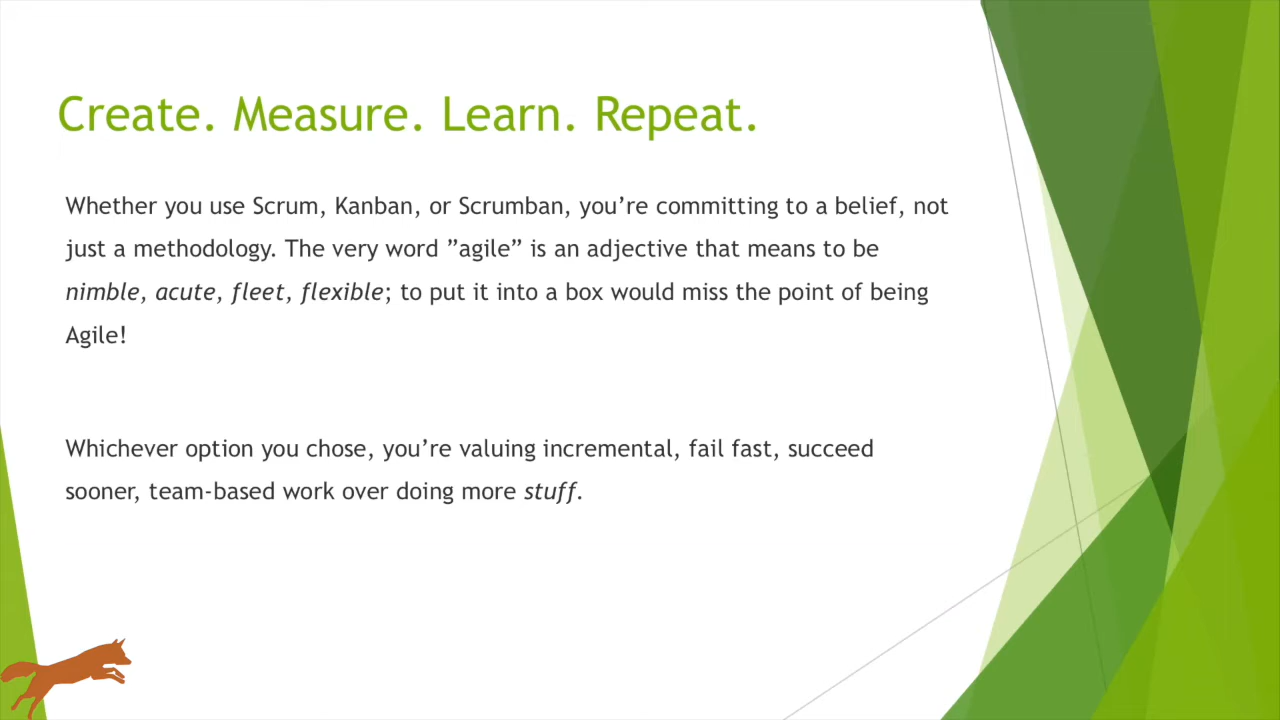 Create. Measure. Learn. Repeat.
Whether you use Scrum, Kanban, or Scrumban, you’re committing to a belief, not
just a methodology. The very word ”agile” is an adjective that means to be
nimble, acute, fleet, flexible; to put it into a box would miss the point of being
Agile!
Whichever option you chose, you’re valuing incremental, fail fast, succeed
sooner, team-based work over doing more stuff.